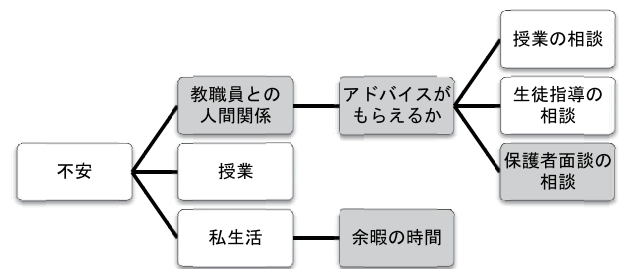 不安
教職員との
人間関係
授業
私生活
アドバイスが
もらえるか
余暇の時間
授業の相談
生徒指導の
相談
保護者面談の
相談